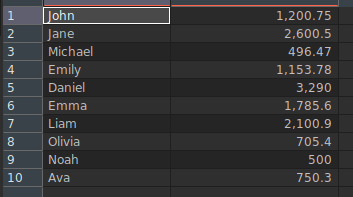 1 John 1,200.75
2 Jane 2,600.5
3 Michael 496.47
4 Emily 1,153.78
5 Daniel 3,290
6 Emma 1,785.6
7 Liam 2,100.9
8 Olivia 705.4
9 Noah 500
10 Ava 750.3